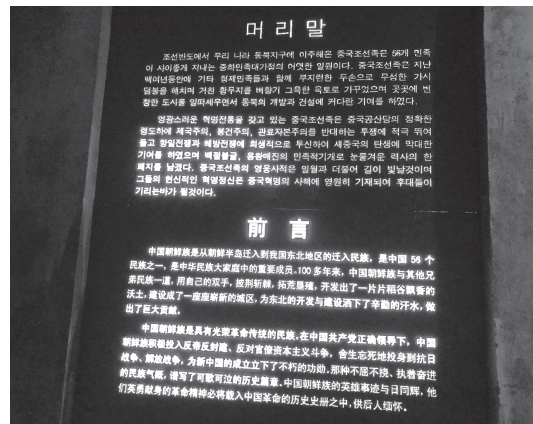 머리말
조선반도에서 우리 나라 동북지구에 이주해온 중국조선족은 56개 민족
이 사이좋게 지내는 중화민족대가정의 어엿한 일원이다. 중국조선족은 지난
백여년동안에 기타 형제민족들과 함께 부지런한 두손으로 무성한 가시
덤불을 헤치며 거친 황무지를 벼향기 그윽한 옥토로 가꾸었으며 곳곳에 번
창한 도시를 일떠세우면서 동북의 개발과 건설에 커다란 기여를 하였다.
영광스러운 혁명전통을 갖고 있는 중국조선족은 중국공산당의 정확한
령도하에 제국주의, 봉건주의, 관료자본주의를 반대하는 투쟁에 적극 뛰여
들고 항일전쟁과 해방전쟁에 희생적으로 투신하여 새중국의 탄생에 막대한
기여를 하였으며 백절불굴, 용왕매진의 민족적기개로 눈물겨운 력사의 한
페지를 남겼다. 중국조선족의 영웅사적은 일월과 더불어 길이 빛날것이며
그들의 헌신적인 혁명정신은 중국혁명의 사책에 영원히 기재되여 후대들이
기리는바가 될것이다.
前言
中国朝鲜族是从朝鲜半岛迁入到我国东北地区的迁入民族，是中国 56 个
民族之一，是中华民族大家庭中的重要成员。100 多年来，中国朝鲜族与其他兄
弟民族一道，用自己的双手，披荆斩棘，拓荒垦殖，开发出了一片片稻谷飘香的
沃土，建设成了一座座崭新的城区，为东北的开发与建设洒下了辛勤的汗水，做
出了巨大贡献。
中国朝鲜族是具有光荣革命传统的民族。在中国共产党正确领导下，中国
朝鲜族积极投入反帝反封建、反对官僚资本主义斗争，舍生忘死地投身到抗日
战争、解放战争，为新中国的成立立下了不朽的功勋，那种不屈不挠、执着奋进
的民族气概，谱写了可歌可泣的历史篇章。中国朝鲜族的英雄事迹与日同辉，他
们英勇献身的革命精神必将载入中国革命的历史史册之中，供后人缅怀。